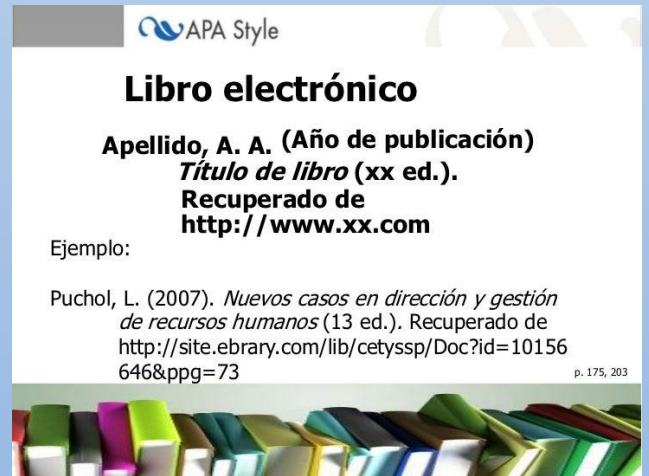 APA Style
Libro electrónico
Apellido, A. A. (Año de publicación)
Título de libro (xx ed.).
Recuperado de
http://www.xx.com
Ejemplo:
Puchol, L. (2007). Nuevos casos en dirección y gestión
de recursos humanos (13 ed.). Recuperado de
http://site.ebrary.com/lib/cetyssp/Doc?id=10156
646&ppg=73
p. 175, 203